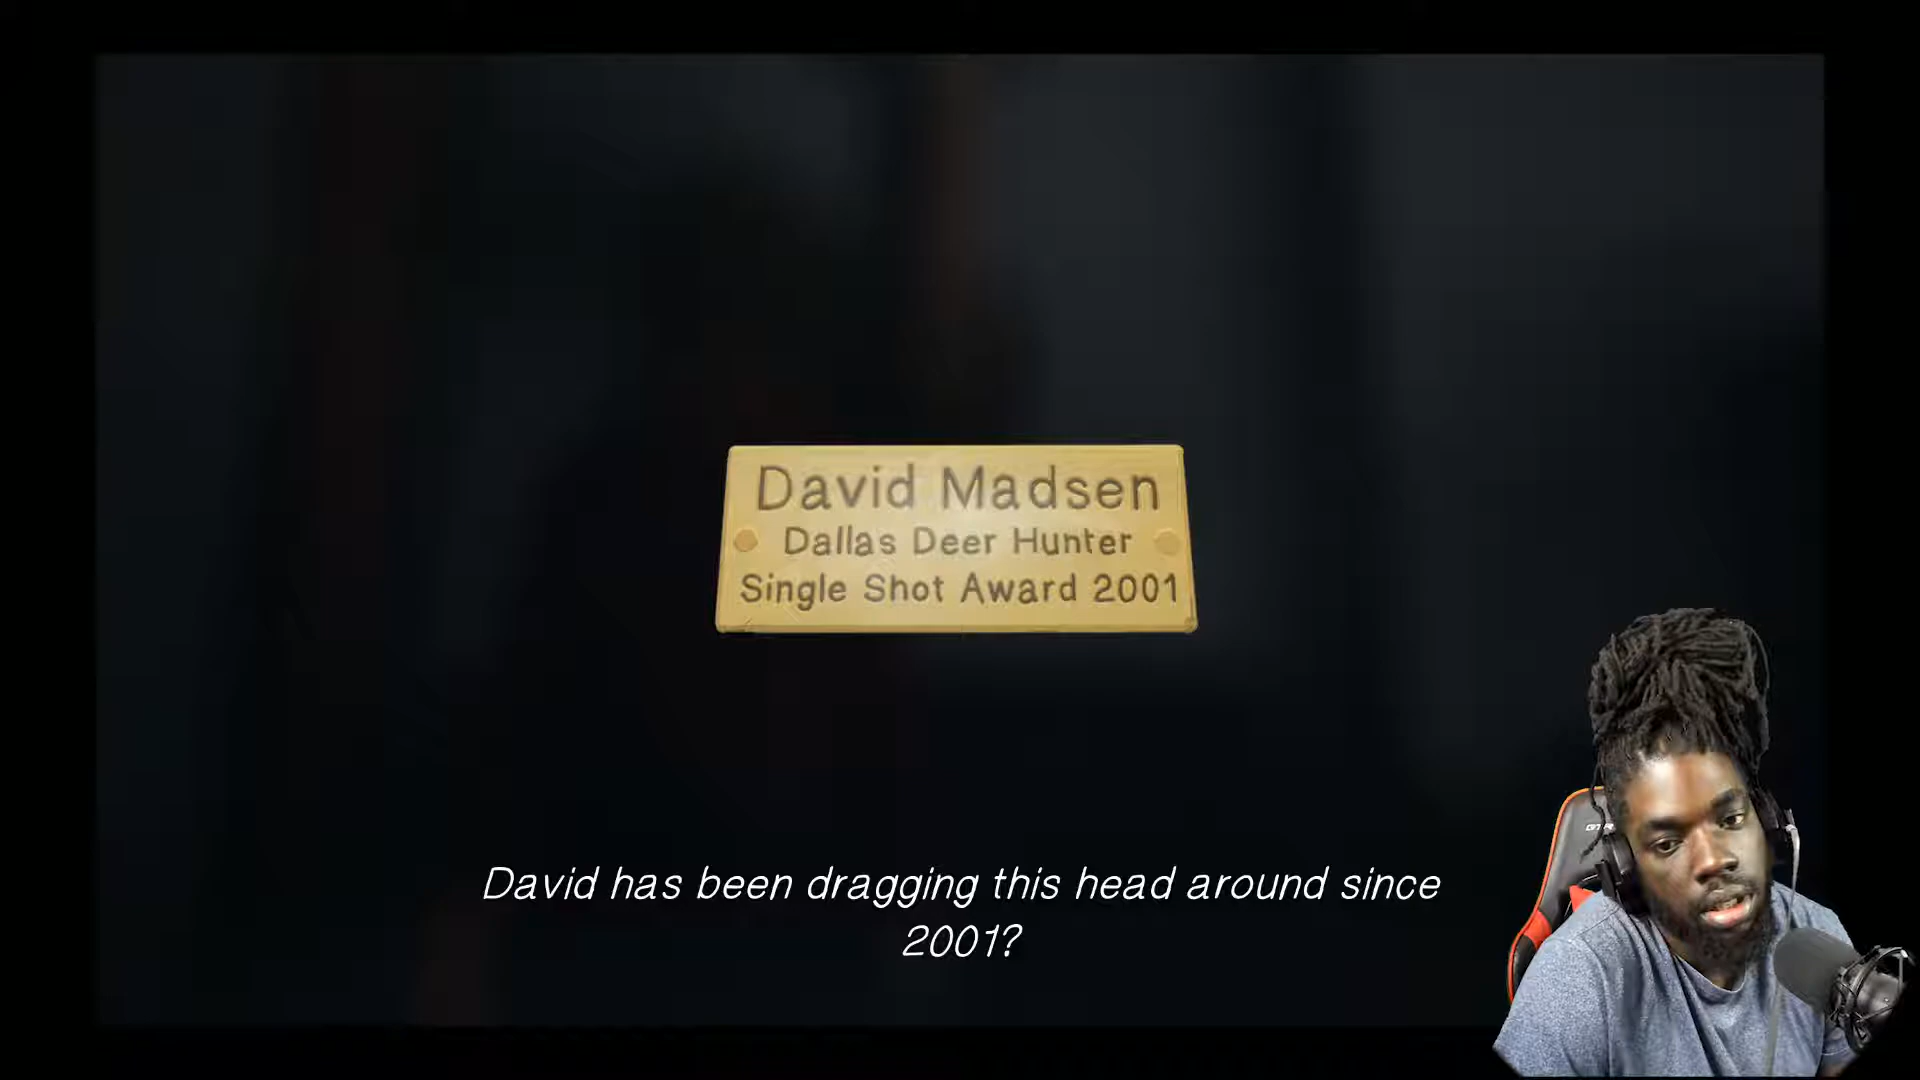 David Madsen
Dallas Deer Hunter
Single Shot Award 2001
David has been dragging this head around since
2001?